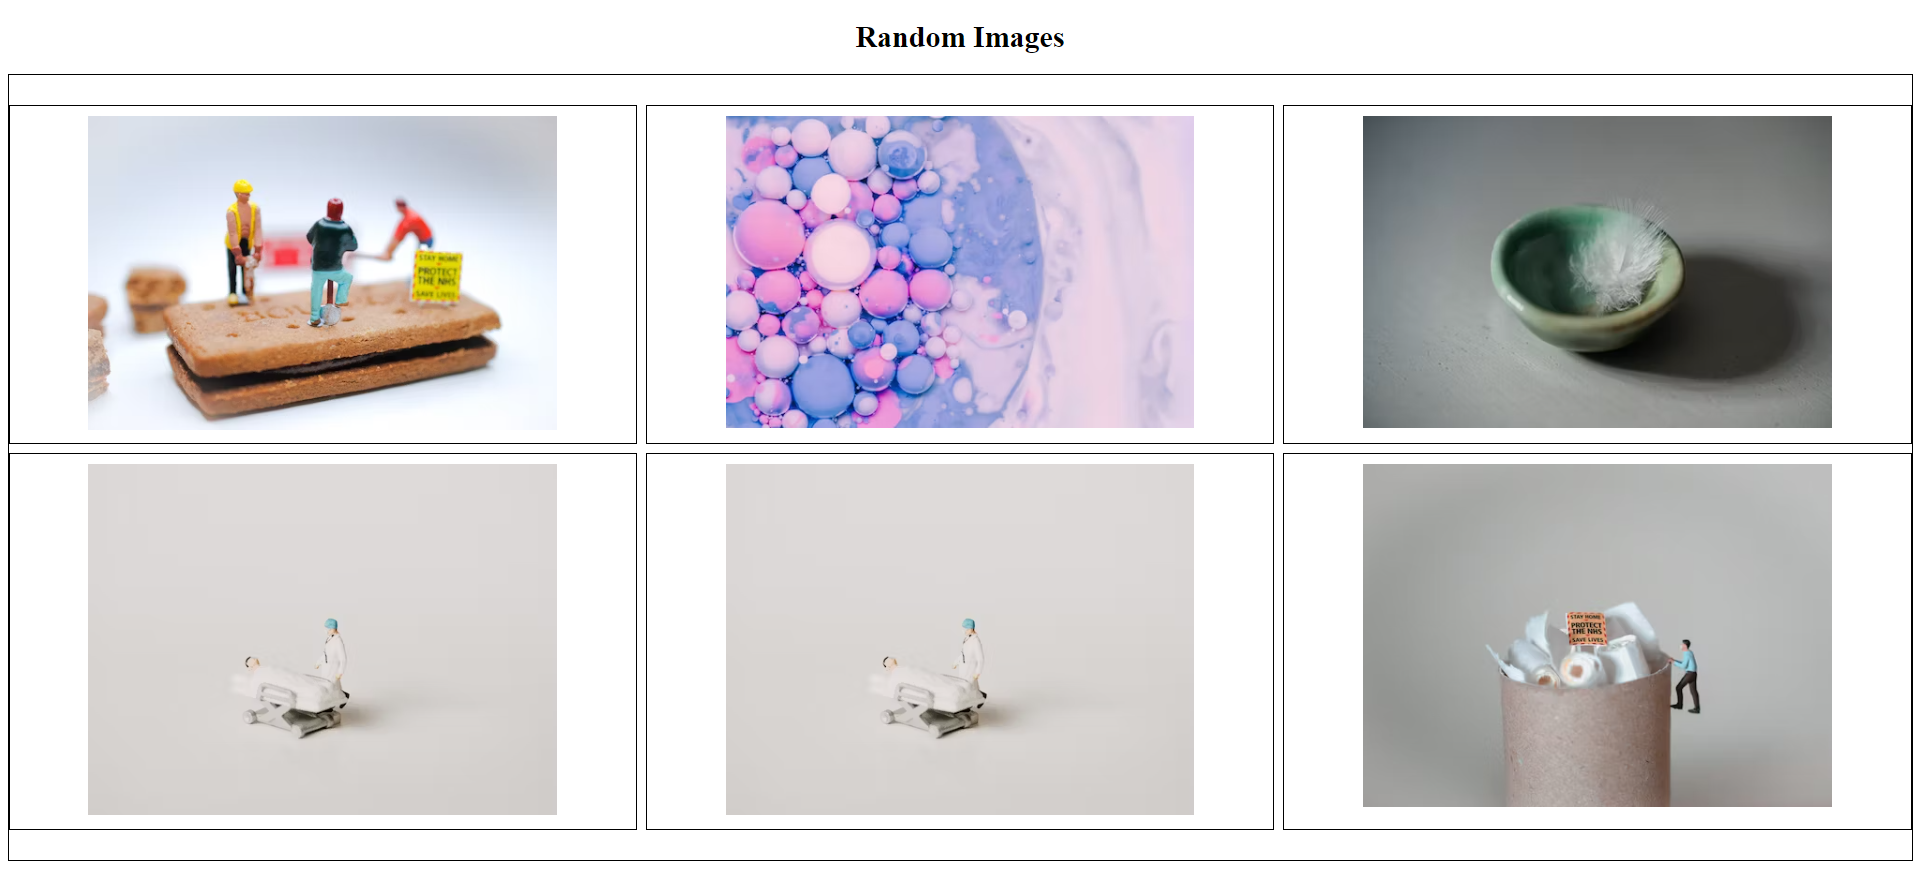 Random Images
STAY HOME
PROTECT
THE NHS
SAVE LIVES
STAY HOME
PROTECT
THE NHS
SAVE LIVES